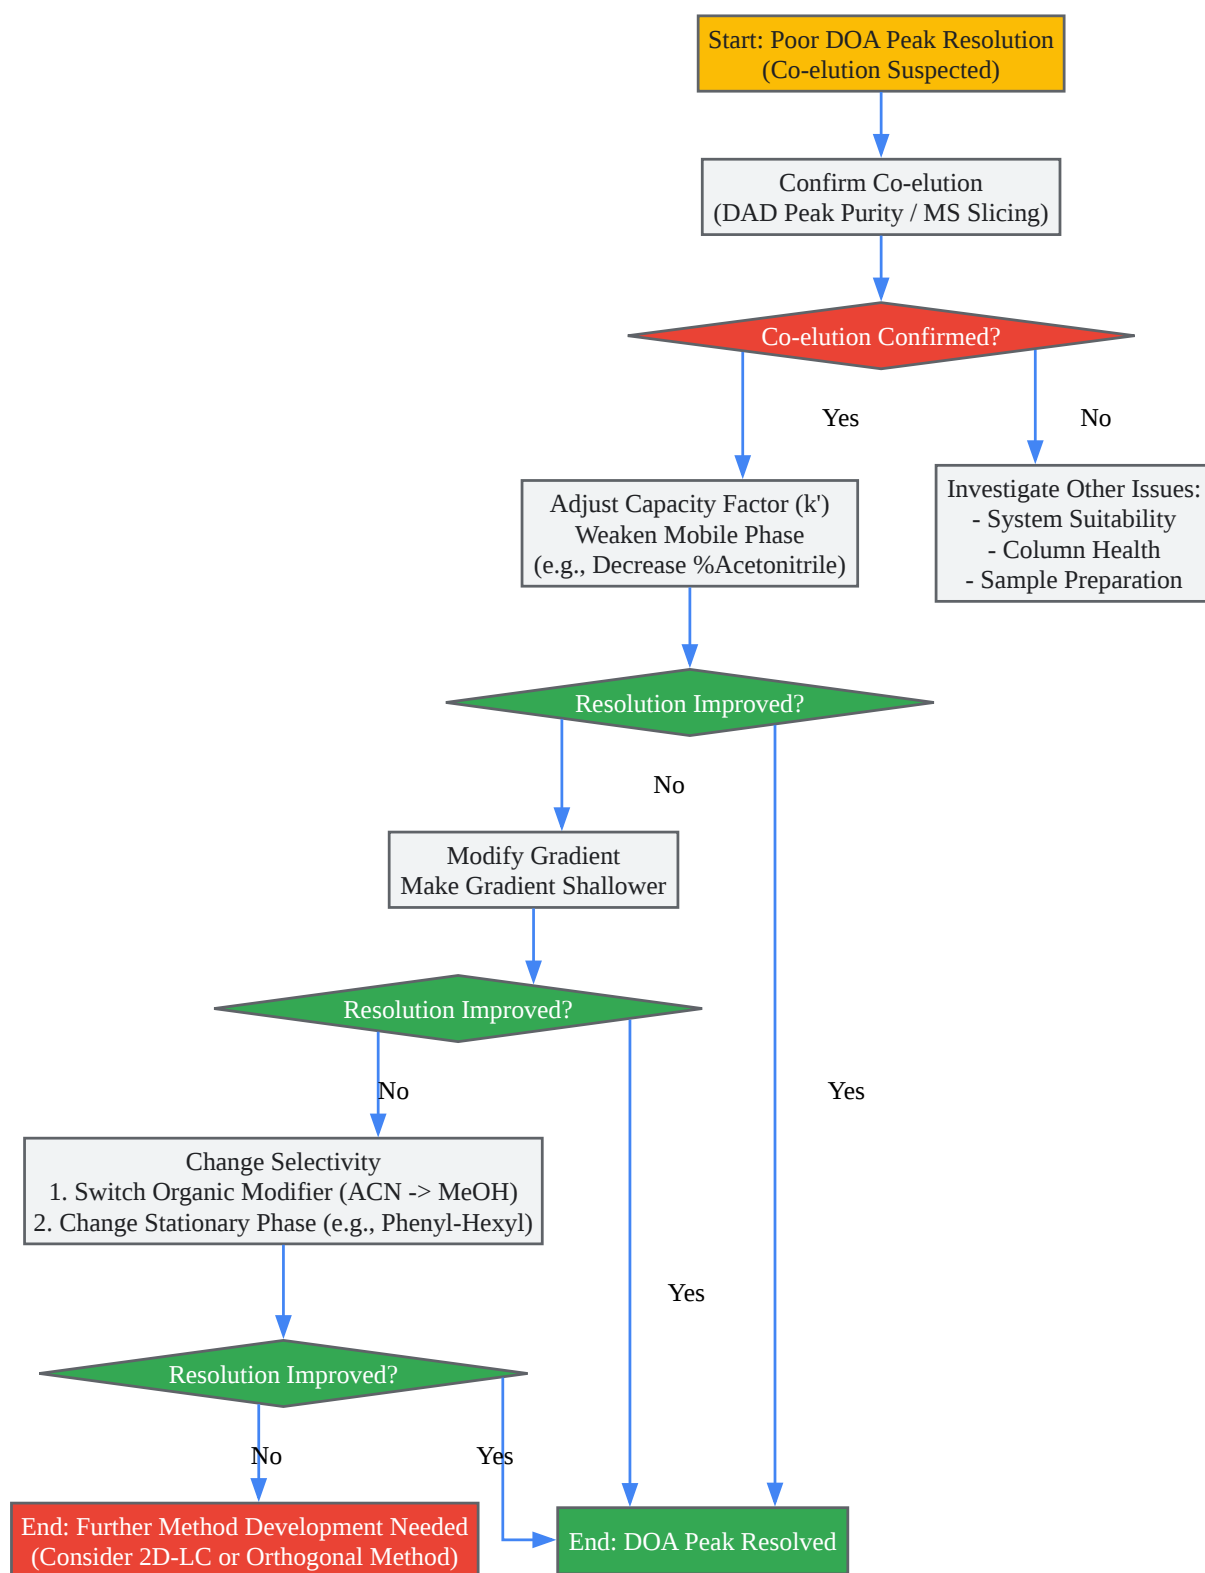 Start: Poor DOA Peak Resolution
(Co-elution Suspected)
Confirm Co-elution
(DAD Peak Purity / MS Slicing)
Co-elution Confirmed?
Yes
No
Adjust Capacity Factor (k')
Weaken Mobile Phase
(e.g., Decrease %Acetonitrile)
Investigate Other Issues:
- System Suitability
- Column Health
- Sample Preparation
Resolution Improved?
No
Modify Gradient
Make Gradient Shallower
Resolution Improved?
No
Yes
Change Selectivity
1. Switch Organic Modifier (ACN -> MeOH)
2. Change Stationary Phase (e.g., Phenyl-Hexyl)
Yes
Resolution Improved?
No
Yes
End: Further Method Development Needed
(Consider 2D-LC or Orthogonal Method)
End: DOA Peak Resolved